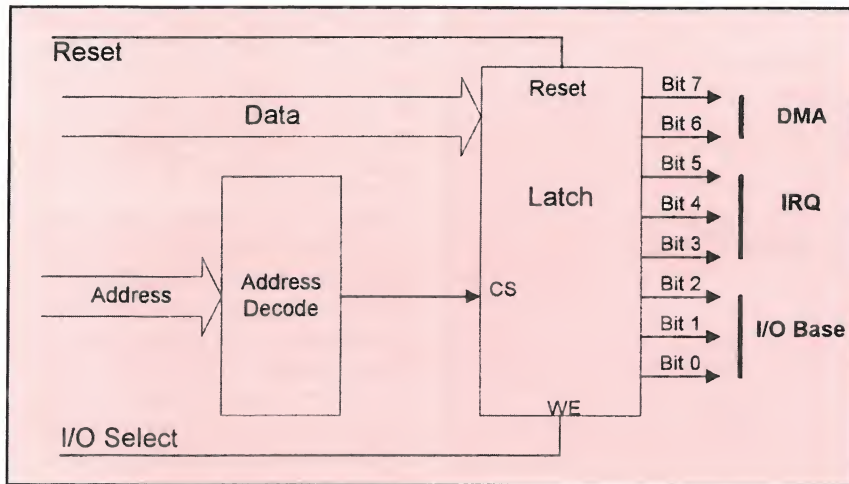 Reset
Data
Address
Address
Decode
I/O Select
Reset
Latch
CS
WE
Bit 7
Bit 6
Bit 5
Bit 4
Bit 3
Bit 2
Bit 1
Bit 0
DMA
IRQ
I/O Base